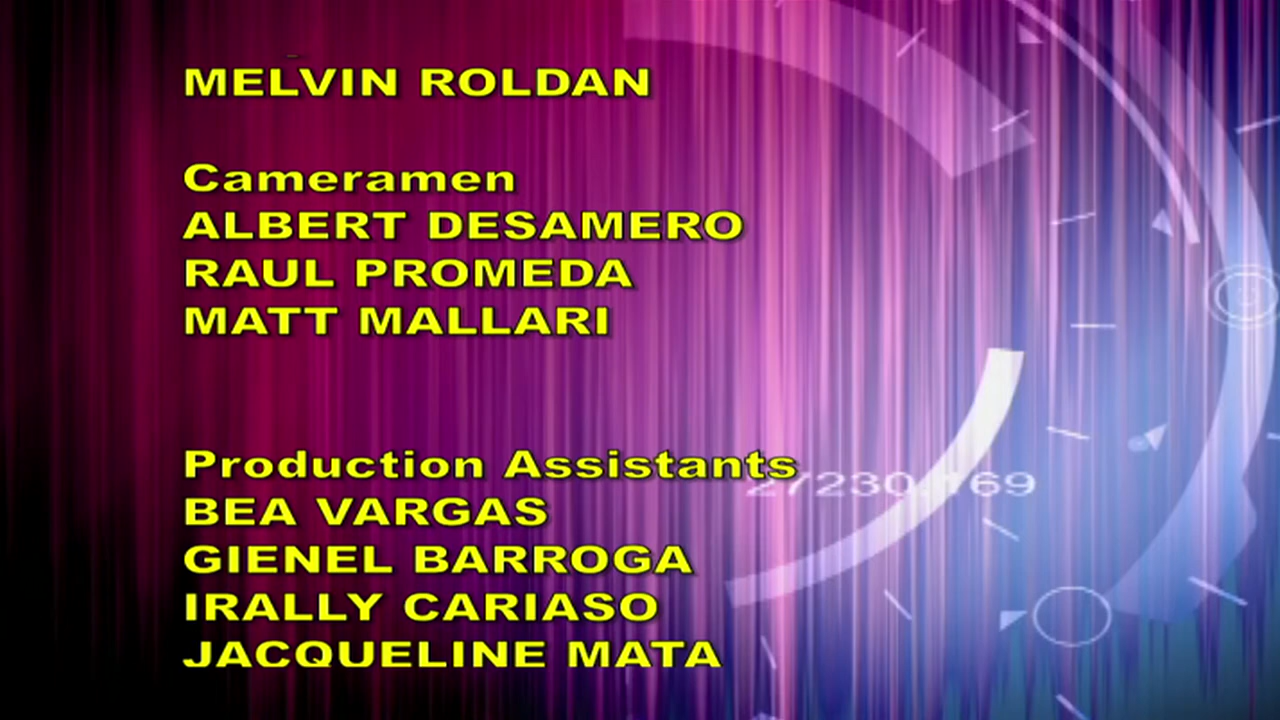 MELVIN ROLDAN
Cameramen
ALBERT DESAMERO
RAUL PROMEDA
MATT MALLARI
Production Assistants
BEA VARGAS
GIENEL BARROGA
IRALLY CARIASO
JACQUELINE MATA